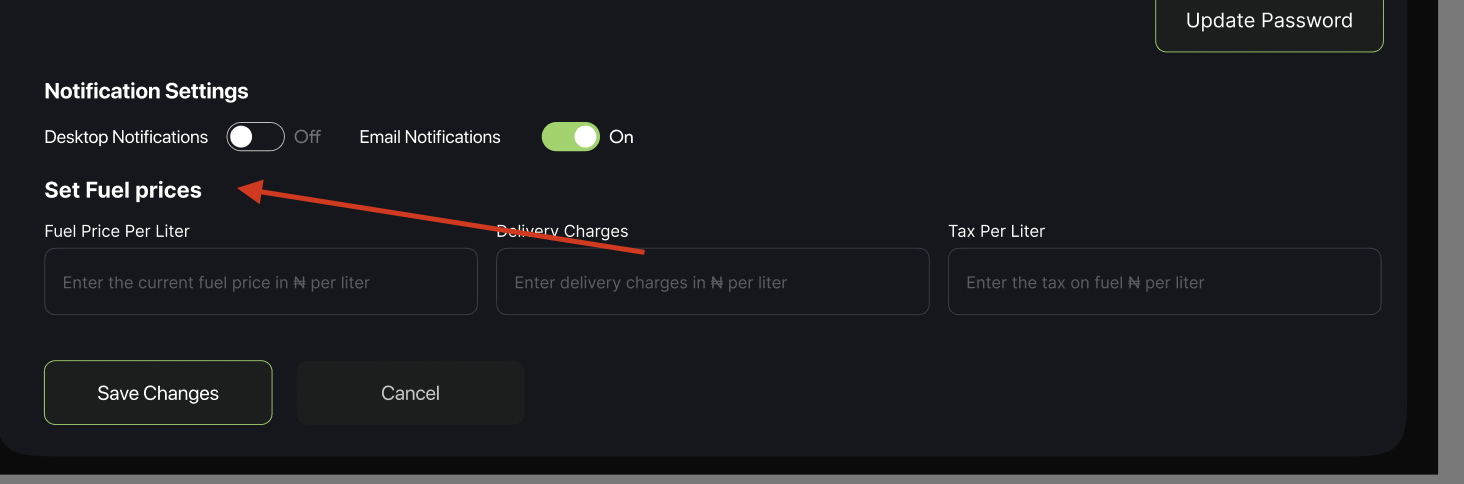 Update Password
Notification Settings
Desktop Notifications Off Email Notifications On
Set Fuel prices
Fuel Price Per Liter Delivery Charges Tax Per Liter
Enter the current fuel price in ₦ per liter Enter delivery charges in ₦ per liter Enter the tax on fuel ₦ per liter
Save Changes Cancel